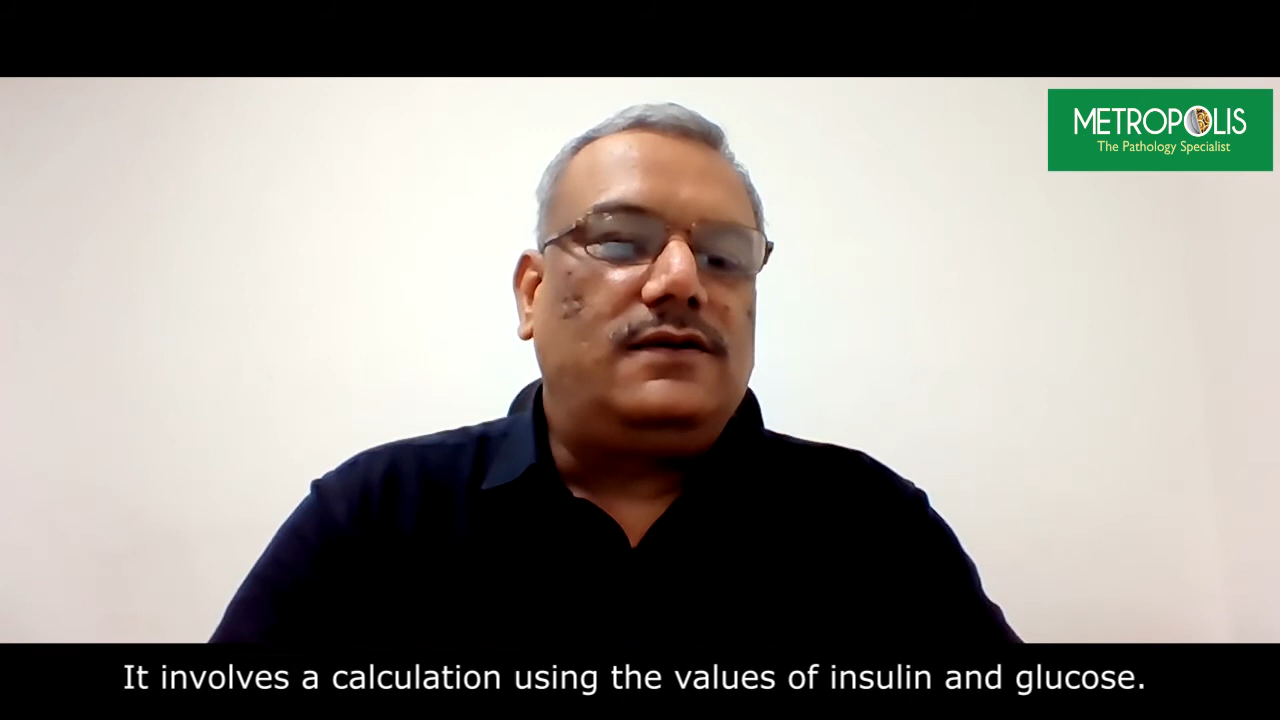 METROPOLIS
The Pathology Specialist
It involves a calculation using the values of insulin and glucose.